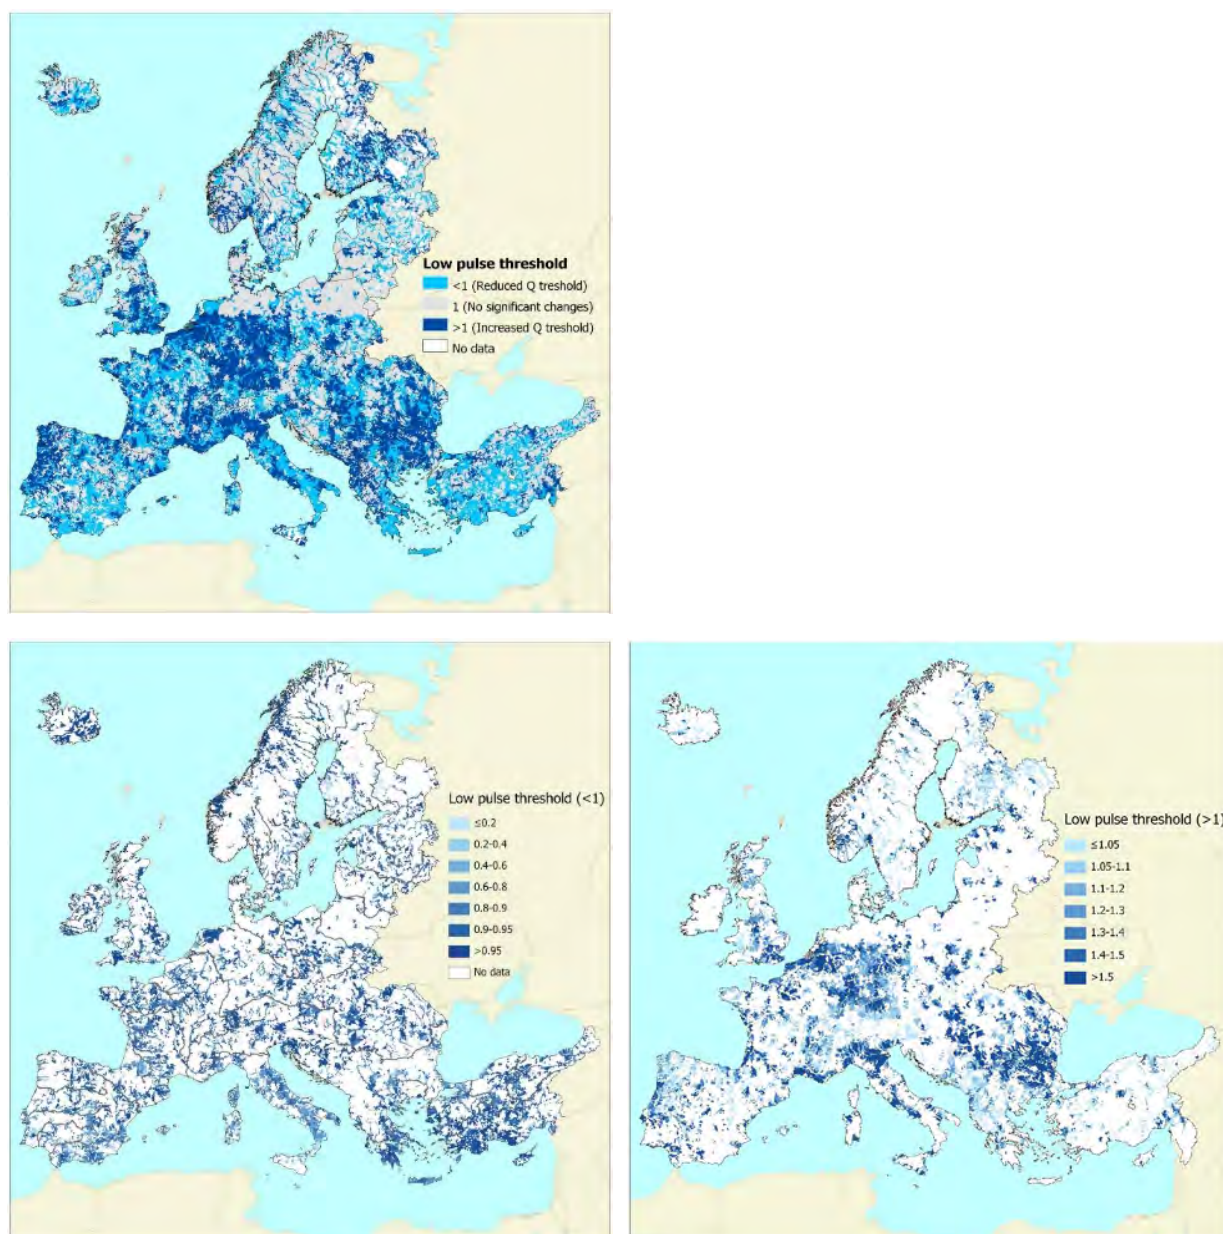 Low pulse threshold
<1 (Reduced Q treshold)
1 (No significant changes)
>1 (Increased Q treshold)
No data
Low pulse threshold (<1)
≤0.2
0.2-0.4
0.4-0.6
0.6-0.8
0.8-0.9
0.9-0.95
>0.95
No data
Low pulse threshold (>1)
≤1.05
1.05-1.1
1.1-1.2
1.2-1.3
1.3-1.4
1.4-1.5
>1.5